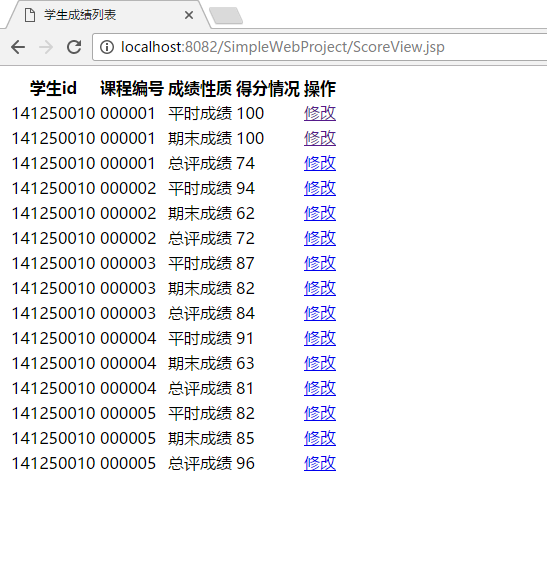 学生成绩列表
localhost:8082/SimpleWebProject/ScoreView.jsp
学生id 课程编号 成绩性质 得分情况 操作
141250010 000001 平时成绩 100 修改
141250010 000001 期末成绩 100 修改
141250010 000001 总评成绩 74 修改
141250010 000002 平时成绩 94 修改
141250010 000002 期末成绩 62 修改
141250010 000002 总评成绩 72 修改
141250010 000003 平时成绩 87 修改
141250010 000003 期末成绩 82 修改
141250010 000003 总评成绩 84 修改
141250010 000004 平时成绩 91 修改
141250010 000004 期末成绩 63 修改
141250010 000004 总评成绩 81 修改
141250010 000005 平时成绩 82 修改
141250010 000005 期末成绩 85 修改
141250010 000005 总评成绩 96 修改